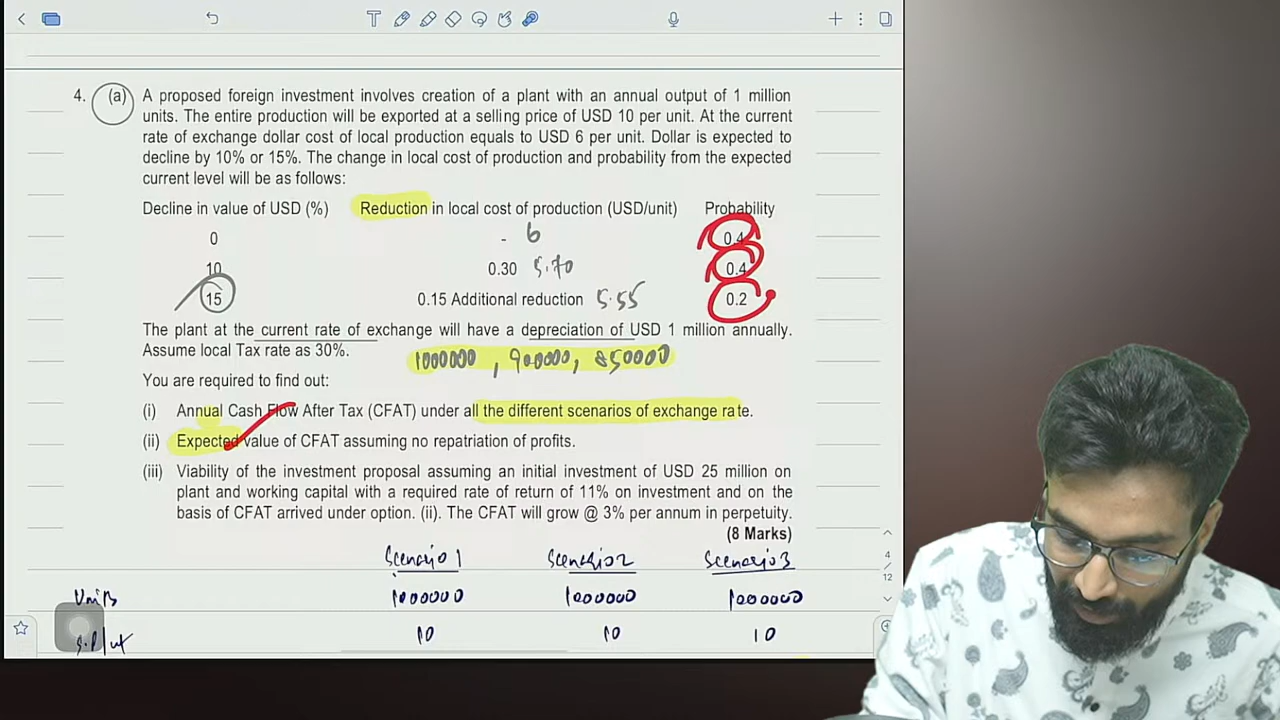 4. (a) A proposed foreign investment involves creation of a plant with an annual output of 1 million
units. The entire production will be exported at a selling price of USD 10 per unit. At the current
rate of exchange dollar cost of local production equals to USD 6 per unit. Dollar is expected to
decline by 10% or 15%. The change in local cost of production and probability from the expected
current level will be as follows:
Decline in value of USD (%) Reduction in local cost of production (USD/unit) Probability
0 - 6 0.4
10 0.30 5.70 0.4
15 0.15 Additional reduction 5.55 0.2
The plant at the current rate of exchange will have a depreciation of USD 1 million annually.
Assume local Tax rate as 30%. 1000000, 900000, 850000
You are required to find out:
(i) Annual Cash Flow After Tax (CFAT) under all the different scenarios of exchange rate.
(ii) Expected value of CFAT assuming no repatriation of profits.
(iii) Viability of the investment proposal assuming an initial investment of USD 25 million on
plant and working capital with a required rate of return of 11% on investment and on the
basis of CFAT arrived under option. (ii). The CFAT will grow @ 3% per annum in perpetuity.
(8 Marks)
Scenario 1 Scenario 2 Scenario 3
4
/
12
Units 1000000 1000000 1000000
S.P/ut 10 10 10